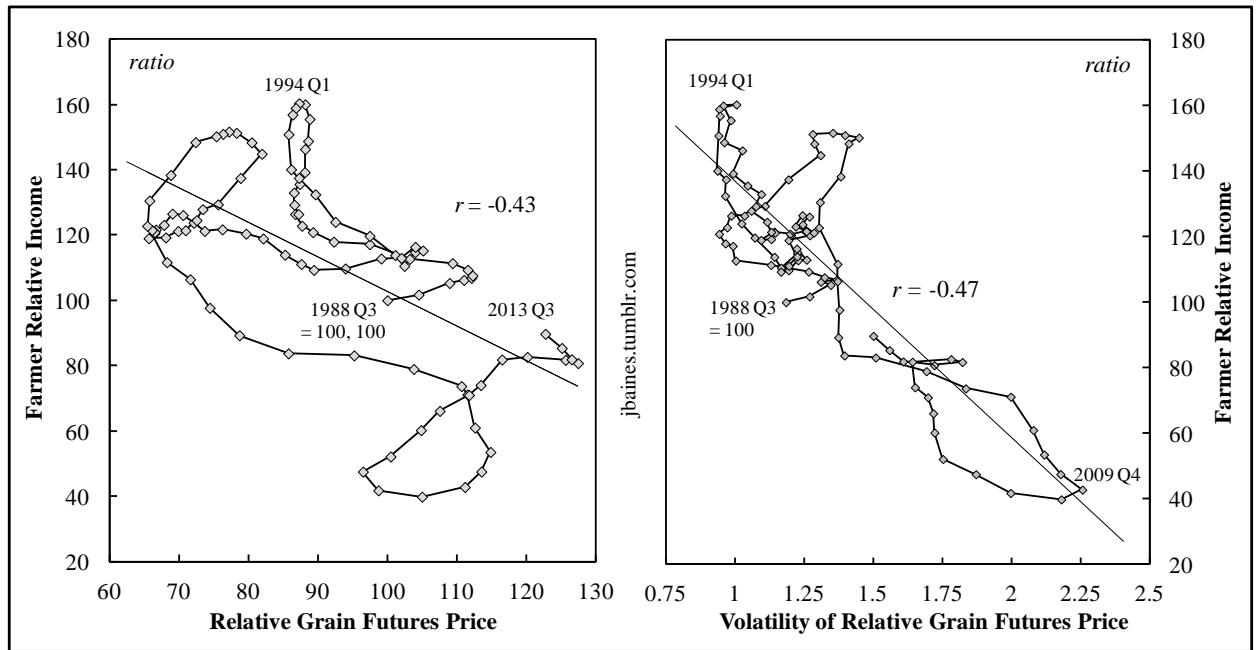 180
160
140
120
100
80
60
40
20
Farmer Relative Income
ratio
1994 Q1
r = -0.43
1988 Q3
= 100, 100
2013 Q3
60 70 80 90 100 110 120 130
Relative Grain Futures Price
jbaines.tumblr.com
ratio
1994 Q1
r = -0.47
1988 Q3
= 100
2009 Q4
0.75 1 1.25 1.5 1.75 2 2.25 2.5
Volatility of Relative Grain Futures Price
180
160
140
120
100
80
60
40
20
Farmer Relative Income